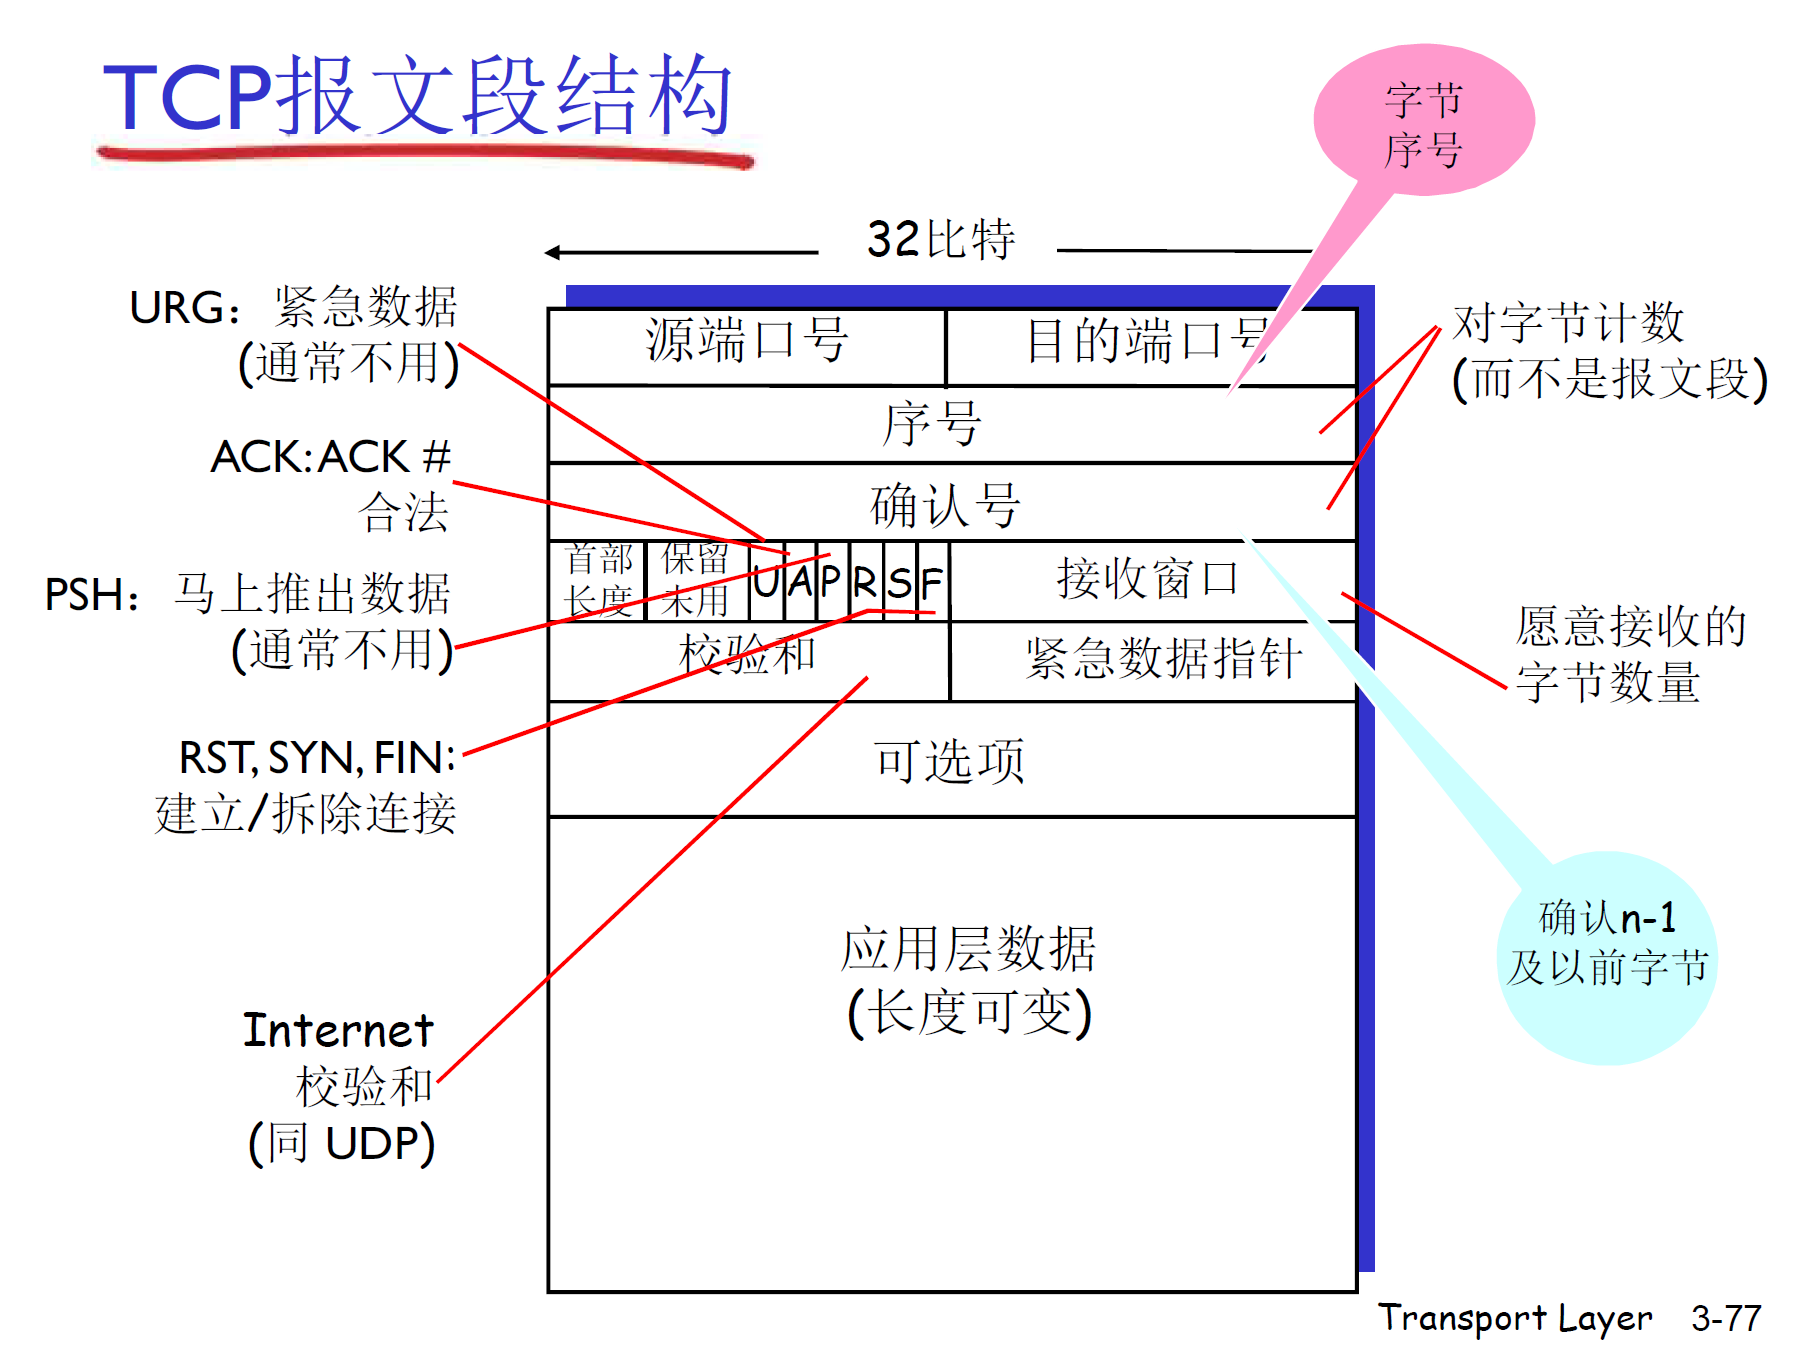 TCP报文段结构
字节
序号
32比特
URG：紧急数据
(通常不用)
源端口号
目的端口号
对字节计数
(而不是报文段)
序号
ACK:ACK #
合法
确认号
首部
长度
保留
未用
U
A
P
R
S
F
接收窗口
PSH：马上推出数据
(通常不用)
愿意接收的
字节数量
校验和
紧急数据指针
RST, SYN, FIN:
建立/拆除连接
可选项
确认n-1
及以前字节
应用层数据
(长度可变)
Internet
校验和
(同 UDP)
Transport Layer 3-77